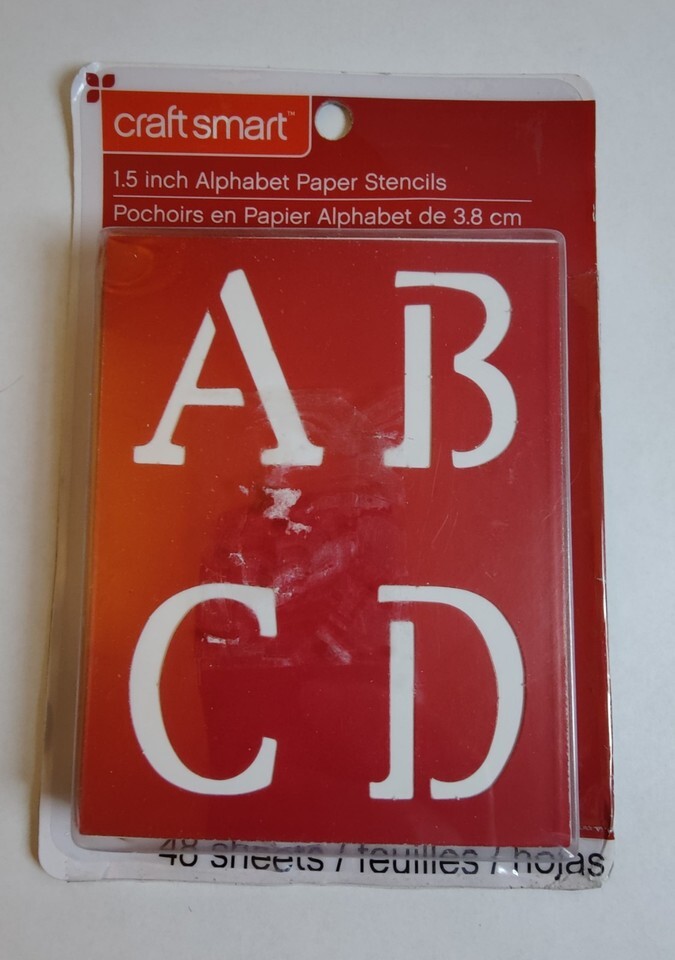 craft smart™
1.5 inch Alphabet Paper Stencils
Pochoirs en Papier Alphabet de 3.8 cm
A B
C D
48 sheets / feuilles / hojas